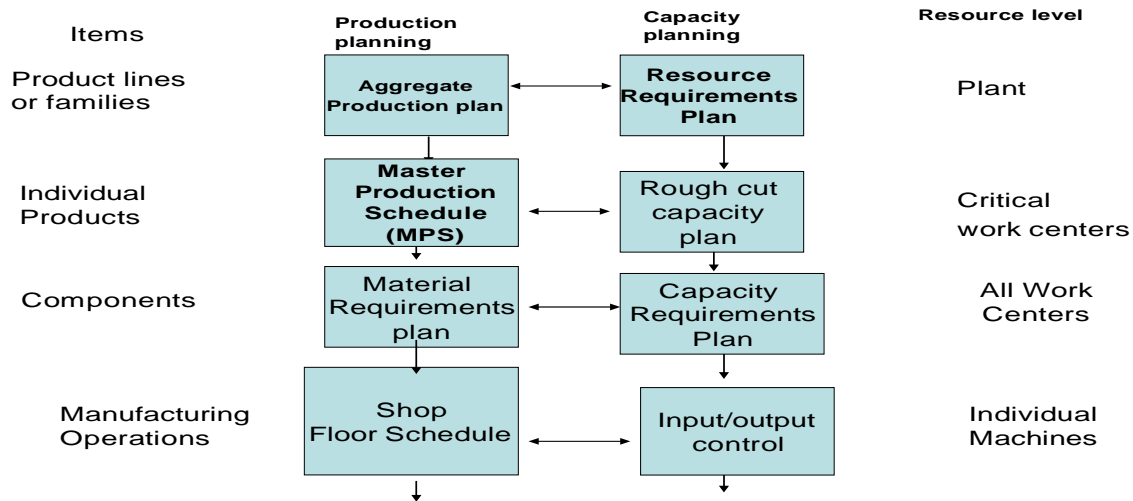 Items
Production
planning
Capacity
planning
Resource level
Product lines
or families
Aggregate
Production plan
Resource
Requirements
Plan
Plant
Individual
Products
Master
Production
Schedule
(MPS)
Rough cut
capacity
plan
Critical
work centers
Components
Material
Requirements
plan
Capacity
Requirements
Plan
All Work
Centers
Manufacturing
Operations
Shop
Floor Schedule
Input/output
control
Individual
Machines